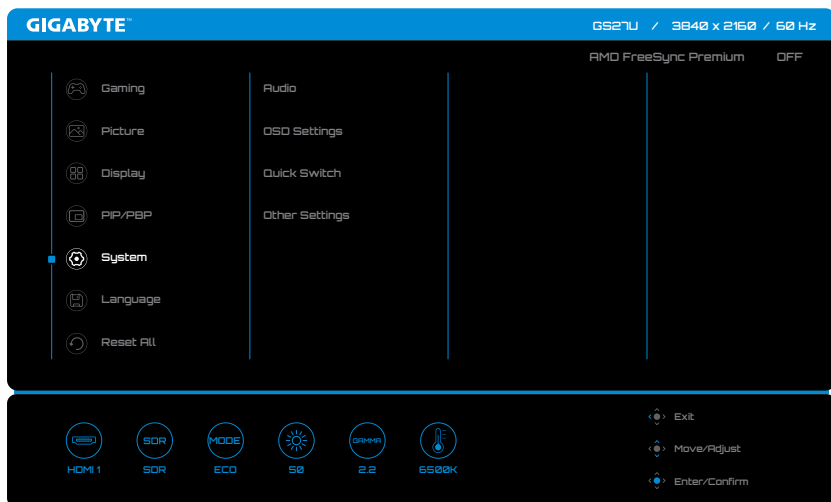 GIGABYTE™
GS27U / 3840 x 2160 / 60 Hz
AMD FreeSync Premium OFF
Gaming
Audio
Picture
OSD Settings
Display
Quick Switch
PIP/PBP
Other Settings
System
Language
Reset All
Exit
SDR
MODE
GAMMA
Move/Adjust
HDMI 1
SDR
ECO
50
2.2
6500K
Enter/Confirm